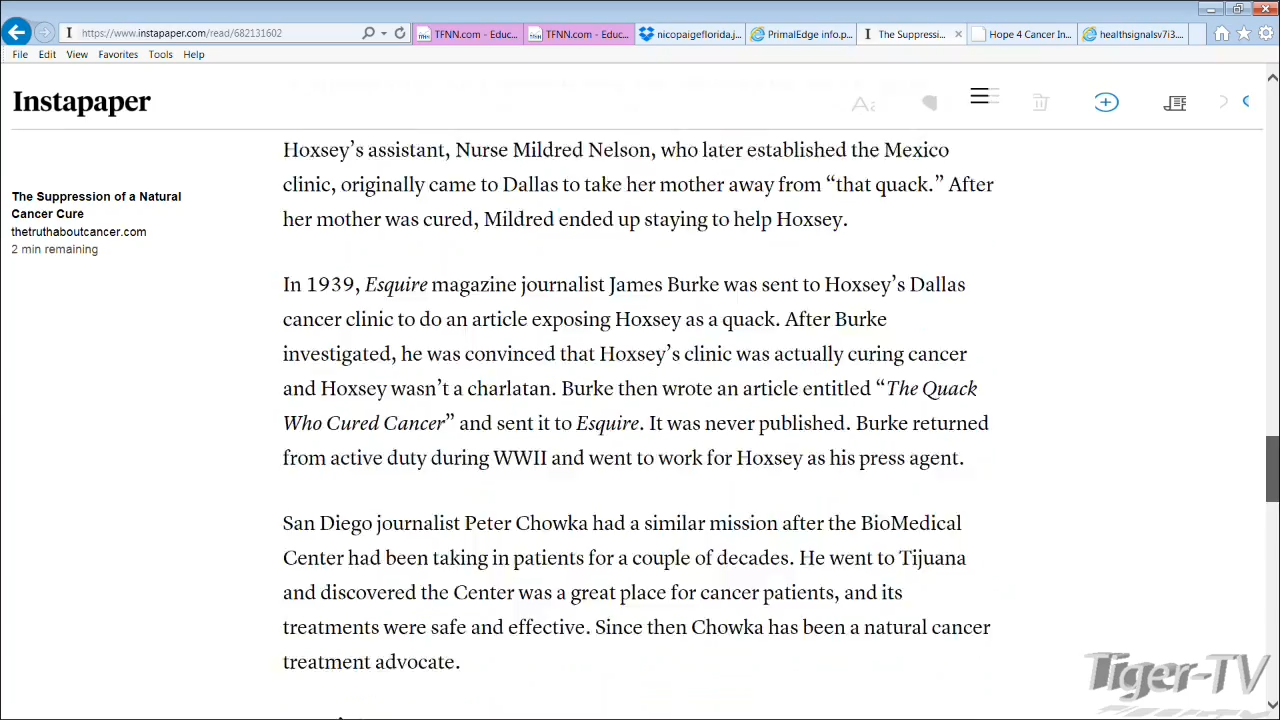 https://www.instapaper.com/read/682131602
TFNN.com - Educ...
TFNN.com - Educ...
nicopaigeflorida.j...
PrimalEdge info.p...
The Suppressi...
Hope 4 Cancer In...
healthsignalsv7i3....
File Edit View Favorites Tools Help
Instapaper
The Suppression of a Natural
Cancer Cure
thetruthaboutcancer.com
2 min remaining
Hoxsey’s assistant, Nurse Mildred Nelson, who later established the Mexico
clinic, originally came to Dallas to take her mother away from “that quack.” After
her mother was cured, Mildred ended up staying to help Hoxsey.
In 1939, Esquire magazine journalist James Burke was sent to Hoxsey’s Dallas
cancer clinic to do an article exposing Hoxsey as a quack. After Burke
investigated, he was convinced that Hoxsey’s clinic was actually curing cancer
and Hoxsey wasn’t a charlatan. Burke then wrote an article entitled “The Quack
Who Cured Cancer” and sent it to Esquire. It was never published. Burke returned
from active duty during WWII and went to work for Hoxsey as his press agent.
San Diego journalist Peter Chowka had a similar mission after the BioMedical
Center had been taking in patients for a couple of decades. He went to Tijuana
and discovered the Center was a great place for cancer patients, and its
treatments were safe and effective. Since then Chowka has been a natural cancer
treatment advocate.
Tiger-TV